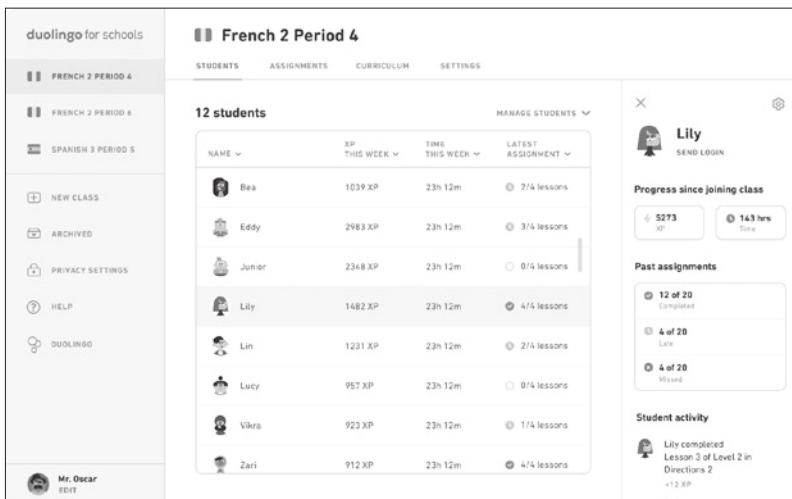 duolingo for schools
FRENCH 2 PERIOD 4
FRENCH 2 PERIOD 6
SPANISH 3 PERIOD 5
NEW CLASS
ARCHIVED
PRIVACY SETTINGS
HELP
DUOLINGO
Mr. Oscar
EDIT
French 2 Period 4
STUDENTS ASSIGNMENTS CURRICULUM SETTINGS
12 students MANAGE STUDENTS
NAME XP THIS WEEK TIME THIS WEEK LATEST ASSIGNMENT
Bea 1039 XP 23h 12m 2/4 lessons
Eddy 2983 XP 23h 12m 3/4 lessons
Junior 2348 XP 23h 12m 0/4 lessons
Lily 1482 XP 23h 12m 4/4 lessons
Lin 1231 XP 23h 12m 2/4 lessons
Lucy 957 XP 23h 12m 0/4 lessons
Vikra 923 XP 23h 12m 1/4 lessons
Zari 912 XP 23h 12m 4/4 lessons
Lily
SEND LOGIN
Progress since joining class
5273 143 hrs
XP Time
Past assignments
12 of 20
Completed
4 of 20
Late
4 of 20
Missed
Student activity
Lily completed
Lesson 3 of Level 2 in
Directions 2
+12 XP